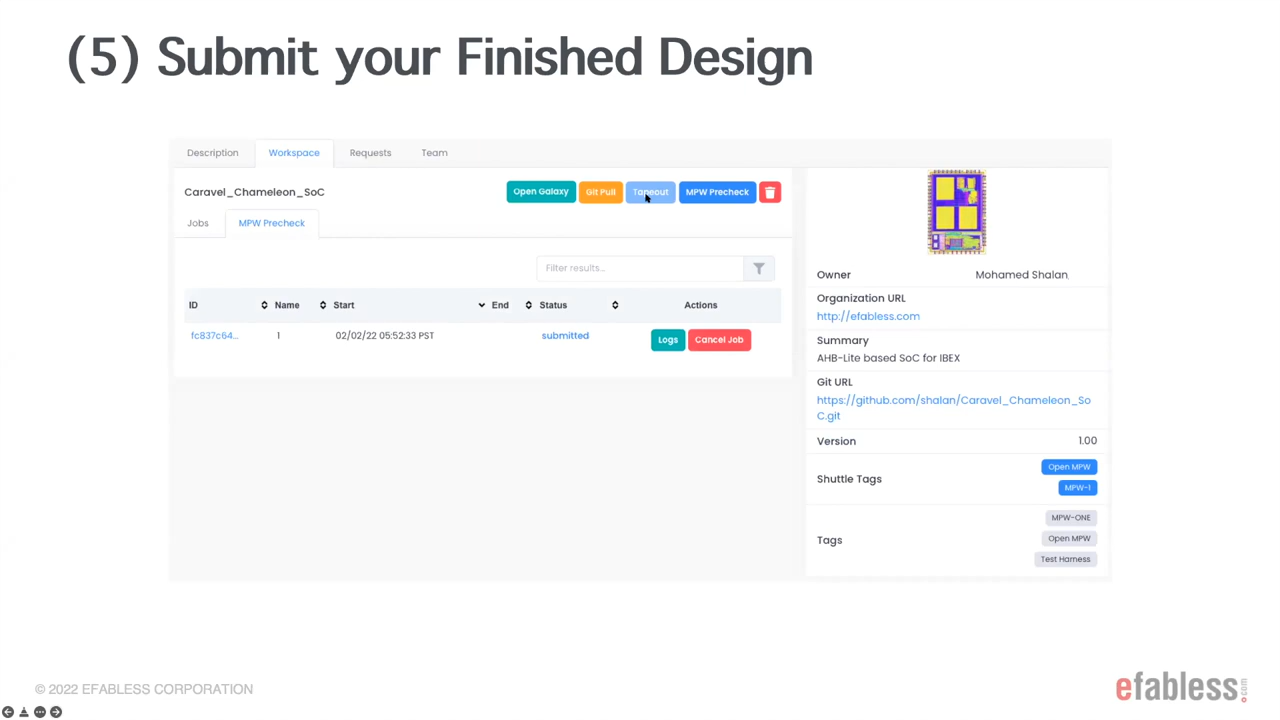 (5) Submit your Finished Design
Description Workspace Requests Team
Caravel_Chameleon_SoC
Open Galaxy Git Pull Tapeout MPW Precheck
Jobs MPW Precheck
Filter results...
ID Name Start End Status Actions
fc837c64... 1 02/02/22 05:52:33 PST submitted Logs Cancel Job
Owner Mohamed Shalan
Organization URL
http://efabless.com
Summary
AHB-Lite based SoC for IBEX
Git URL
https://github.com/shalan/Caravel_Chameleon_So
C.git
Version 1.00
Shuttle Tags
Open MPW
MPW-1
Tags
MPW-ONE
Open MPW
Test Harness
© 2022 EFABLESS CORPORATION
efabless.com